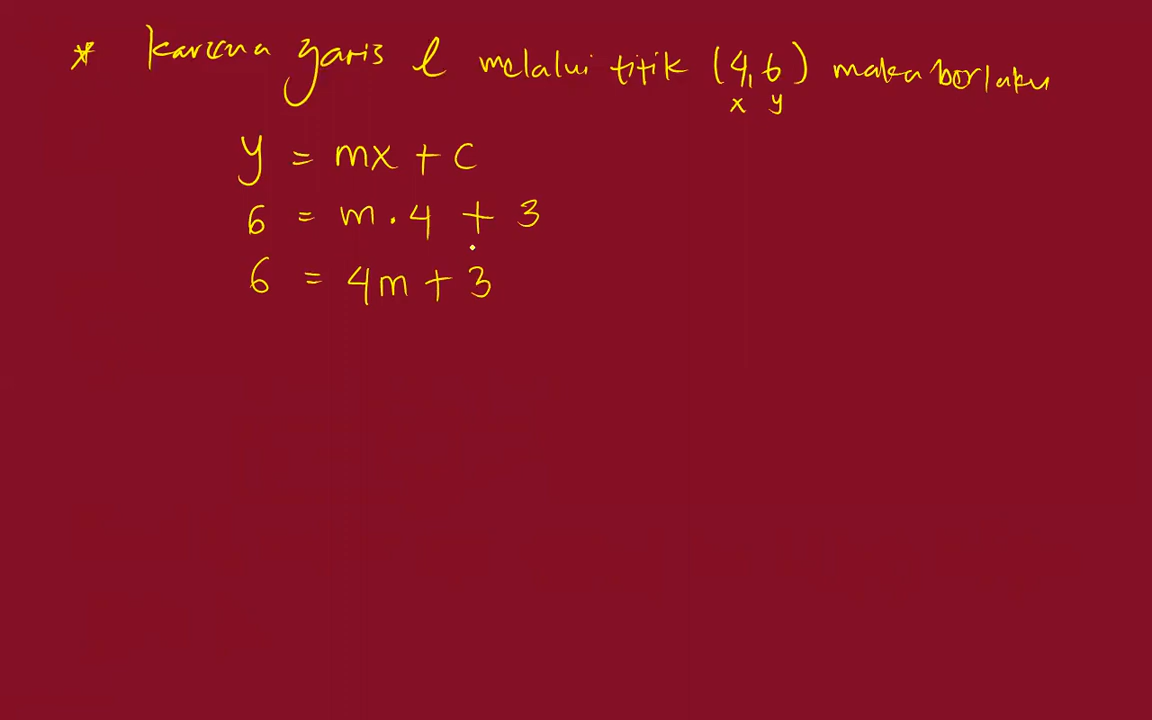 * karena garis l melalui titik (4,6) maka berlaku
x y
y = mx + c
6 = m . 4 + 3
6 = 4m + 3